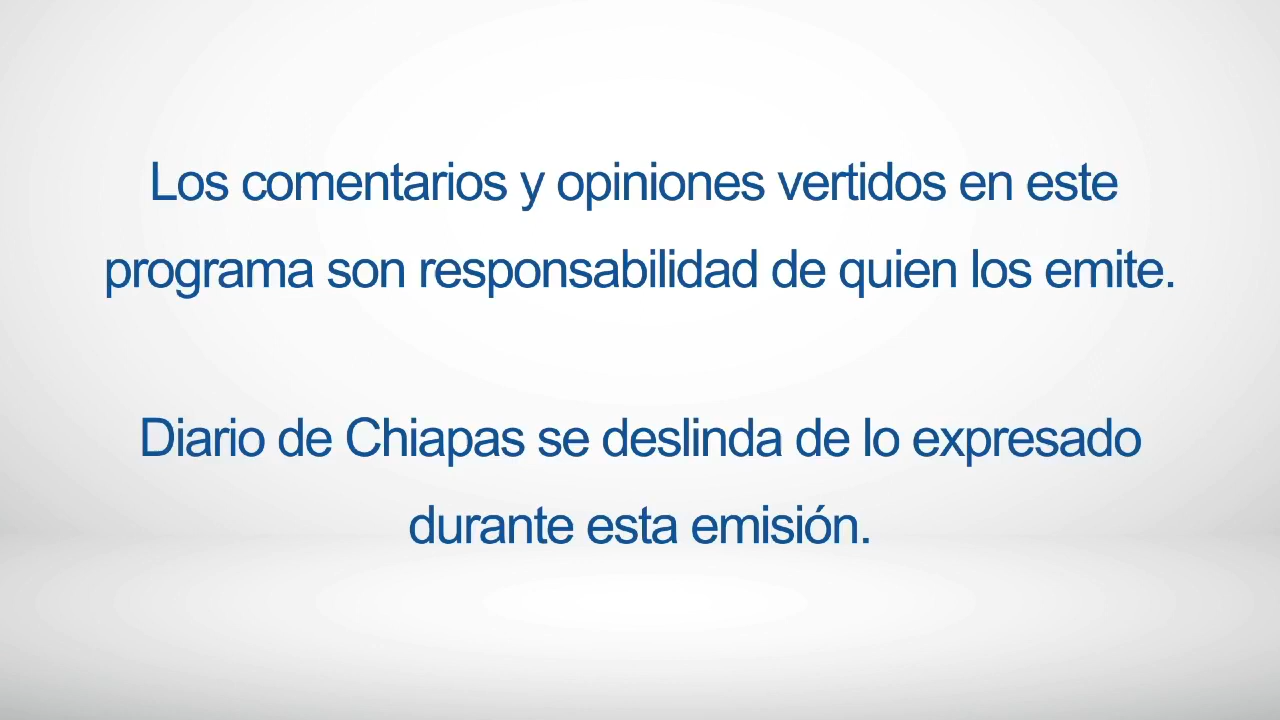 Los comentarios y opiniones vertidos en este
programa son responsabilidad de quien los emite.
Diario de Chiapas se deslinda de lo expresado
durante esta emisión.